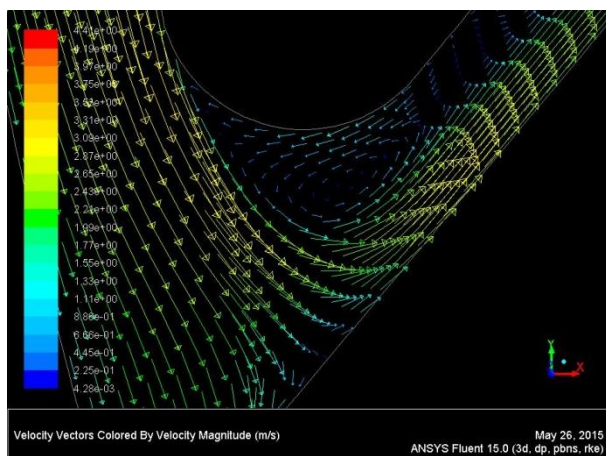 4.41e+00
4.19e+00
3.97e+00
3.75e+00
3.53e+00
3.31e+00
3.09e+00
2.87e+00
2.65e+00
2.43e+00
2.21e+00
1.99e+00
1.77e+00
1.55e+00
1.33e+00
1.11e+00
8.86e-01
6.66e-01
4.45e-01
2.25e-01
4.28e-03
Y
Z
X
Velocity Vectors Colored By Velocity Magnitude (m/s)
May 26, 2015
ANSYS Fluent 15.0 (3d, dp, pbns, rke)